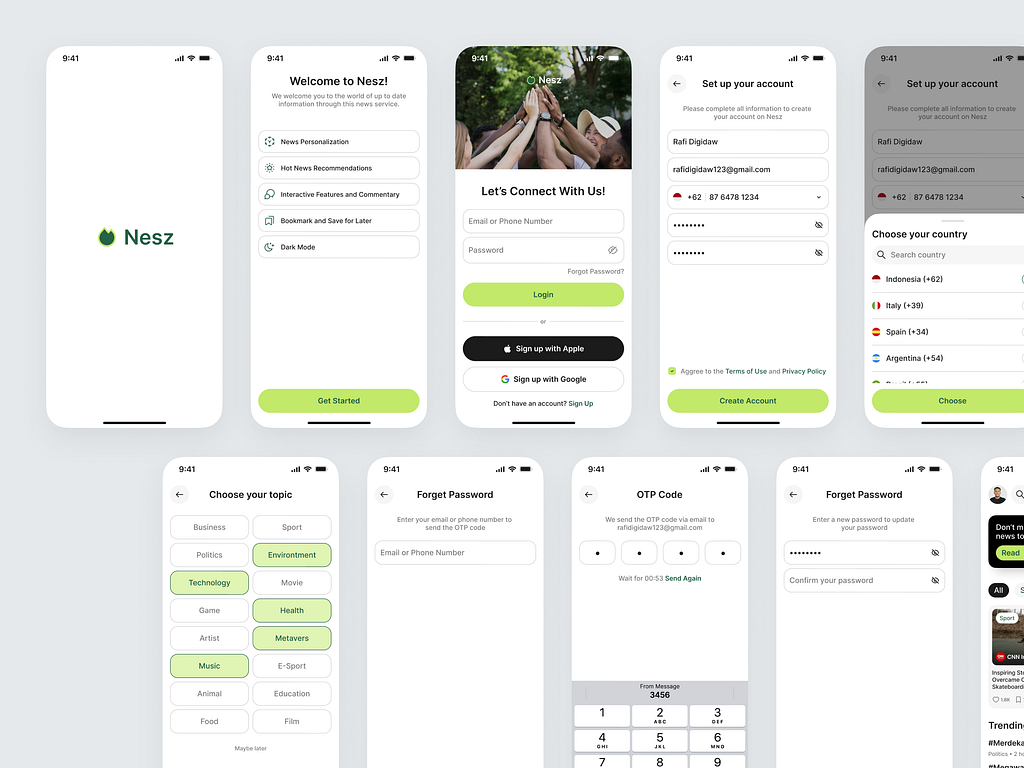 9:41
Nesz
9:41
Welcome to Nesz!
We welcome you to the world of up to date
information through this news service.
News Personalization
Hot News Recommendations
Interactive Features and Commentary
Bookmark and Save for Later
Dark Mode
Get Started
9:41
Nesz
Let's Connect With Us!
Email or Phone Number
Password
Forgot Password?
Login
or
Sign up with Apple
Sign up with Google
Don't have an account? Sign Up
9:41
Set up your account
Please complete all information to create
your account on Nesz
Rafi Digidaw
rafidigidaw123@gmail.com
+62 87 6478 1234
Aggree to the Terms of Use and Privacy Policy
Create Account
9:41
Set up your account
Please complete all information to create
your account on Nesz
Rafi Digidaw
rafidigidaw123@gmail.com
+62 87 6478 1234
Choose your country
Search country
Indonesia (+62)
Italy (+39)
Spain (+34)
Argentina (+54)
Choose
9:41
Choose your topic
Business Sport
Politics Environtment
Technology Movie
Game Health
Artist Metavers
Music E-Sport
Animal Education
Food Film
Maybe later
9:41
Forget Password
Enter your email or phone number to
send the OTP code
Email or Phone Number
9:41
OTP Code
We send the OTP code via email to
rafidigidaw123@gmail.com
Wait for 00:53 Send Again
From Message
3456
1 2 3
ABC DEF
4 5 6
GHI JKL MNO
7 8 9
9:41
Forget Password
Enter a new password to update
your password
Confirm your password
9:41
Don't m
news to
Read
All S
Sport
CNN In
Inspiring Sto
Overcame C
Skateboardi
1.8K
Trending
#Merdeka
Politics • 2 ho